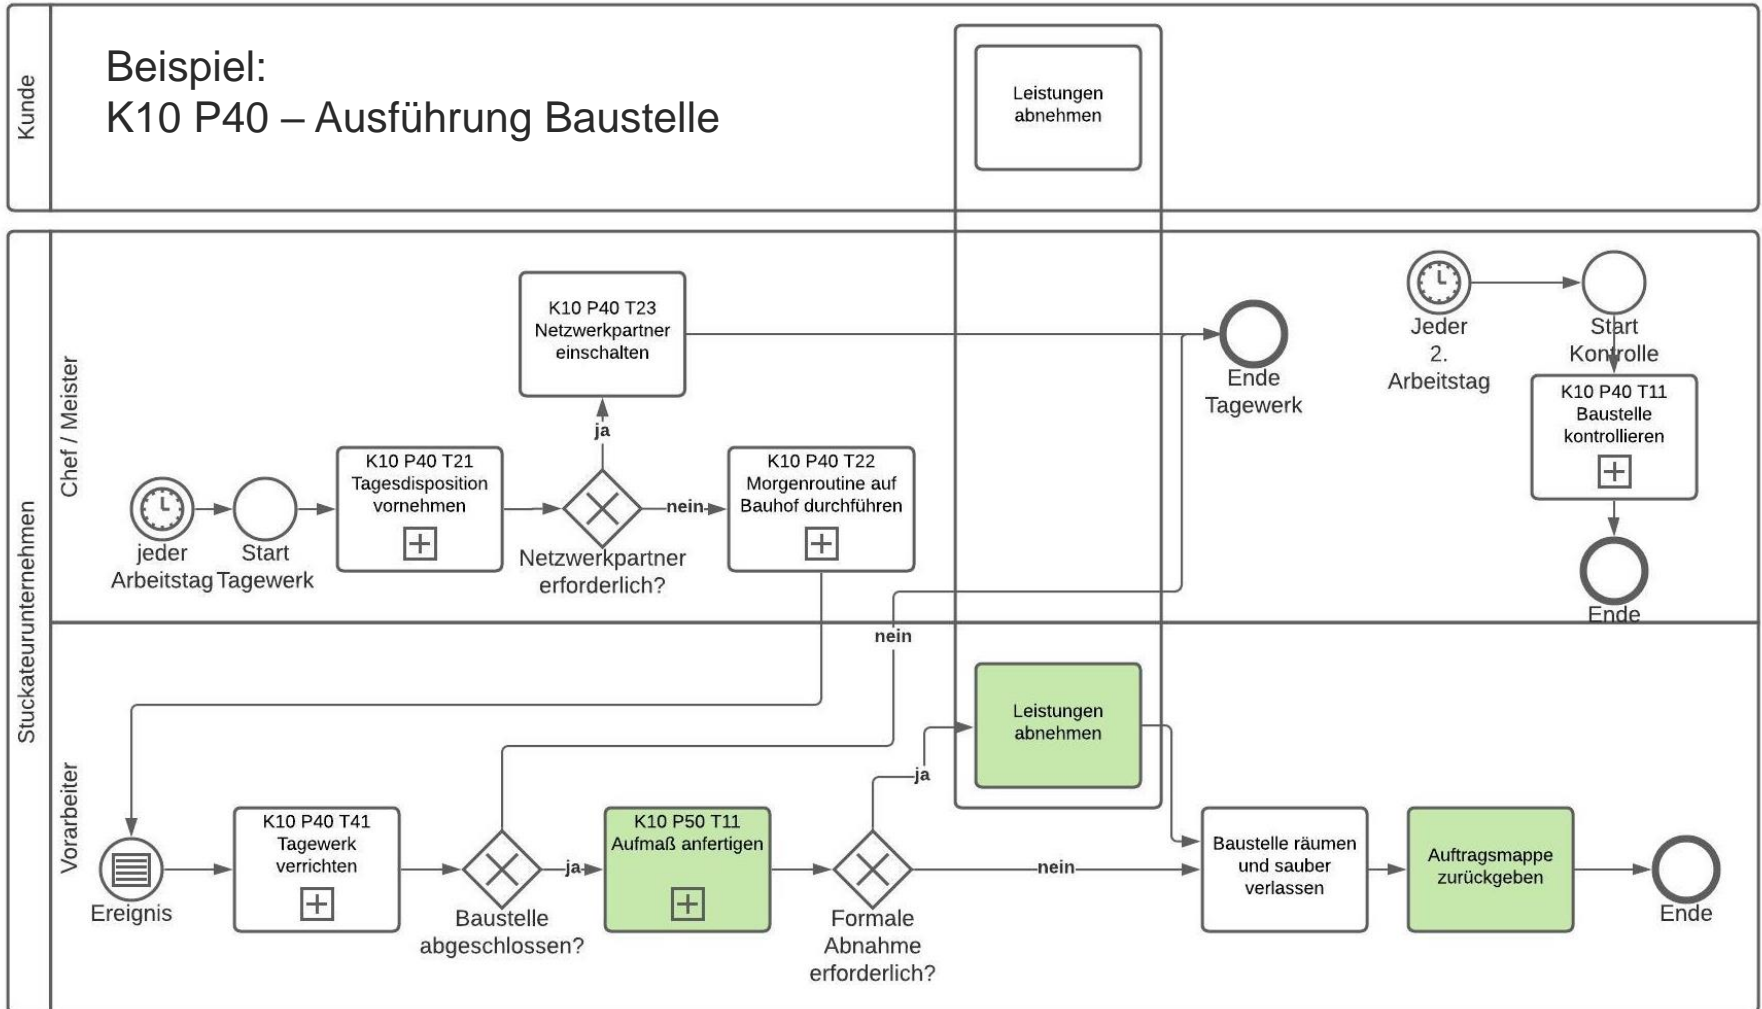 Kunde
Beispiel:
K10 P40 – Ausführung Baustelle
Leistungen
abnehmen
Stuckateurunternehmen
Chef / Meister
jeder
Arbeitstag
Start
Tagewerk
K10 P40 T21
Tagesdisposition
vornehmen
Netzwerkpartner
erforderlich?
ja
K10 P40 T23
Netzwerkpartner
einschalten
nein
K10 P40 T22
Morgenroutine auf
Bauhof durchführen
Ende
Tagewerk
Jeder
2.
Arbeitstag
Start
Kontrolle
K10 P40 T11
Baustelle
kontrollieren
Ende
Vorarbeiter
Ereignis
K10 P40 T41
Tagewerk
verrichten
Baustelle
abgeschlossen?
nein
ja
K10 P50 T11
Aufmaß anfertigen
Formale
Abnahme
erforderlich?
ja
Leistungen
abnehmen
nein
Baustelle räumen
und sauber
verlassen
Auftragsmappe
zurückgeben
Ende